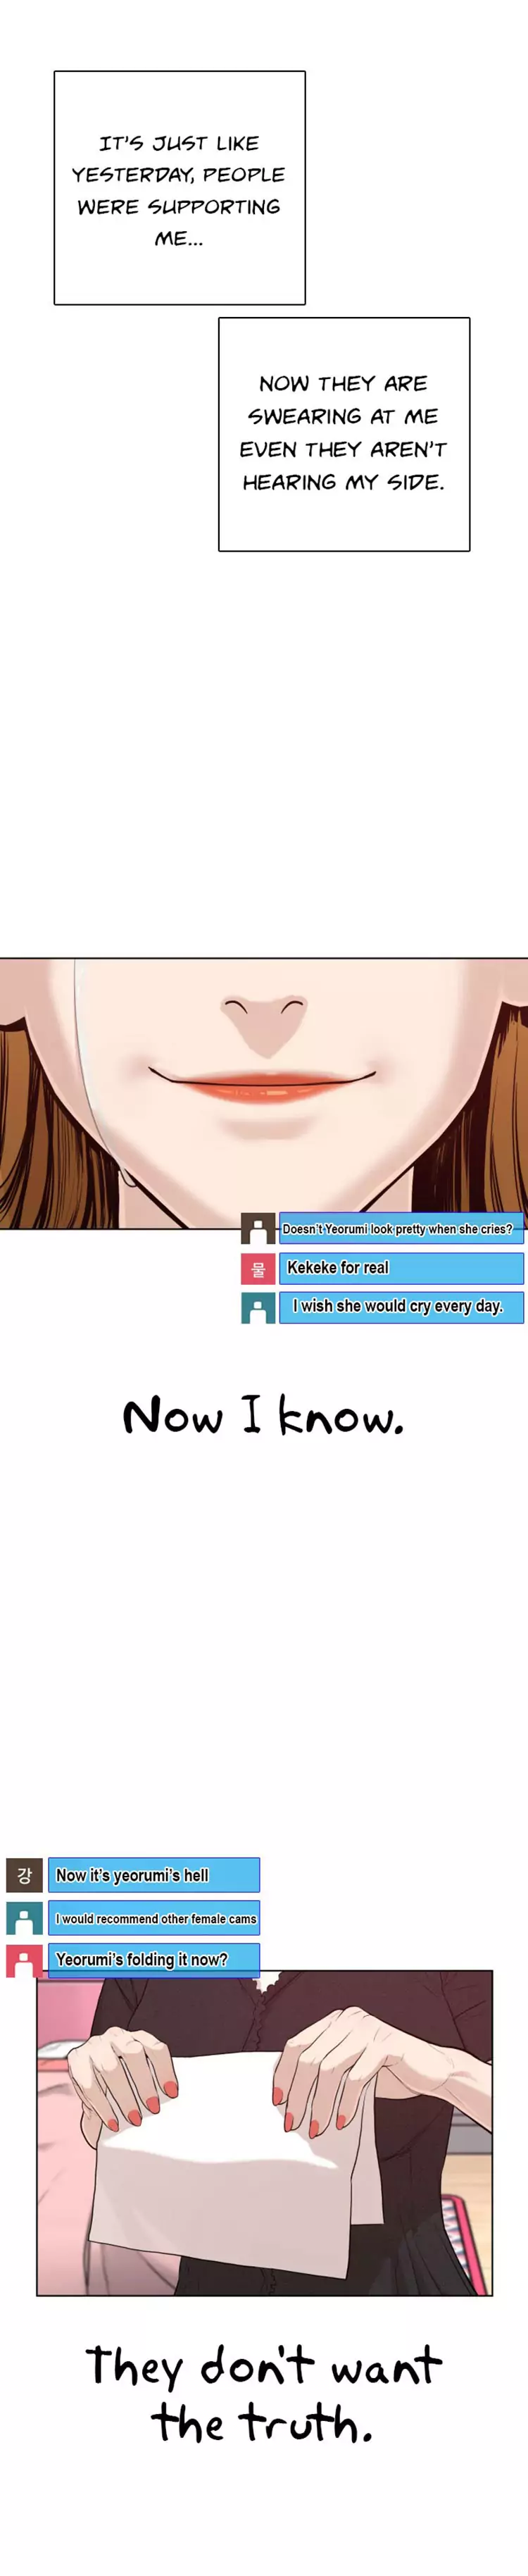 IT'S JUST LIKE
YESTERDAY, PEOPLE
WERE SUPPORTING
ME...
NOW THEY ARE
SWEARING AT ME
EVEN THEY AREN'T
HEARING MY SIDE.
Doesn't Yeorumi look pretty when she cries?
물
Kekeke for real
I wish she would cry every day.
Now I know.
강
Now it's yeorumi's hell
I would recommend other female cams
Yeorumi's folding it now?
They don't want
the truth.